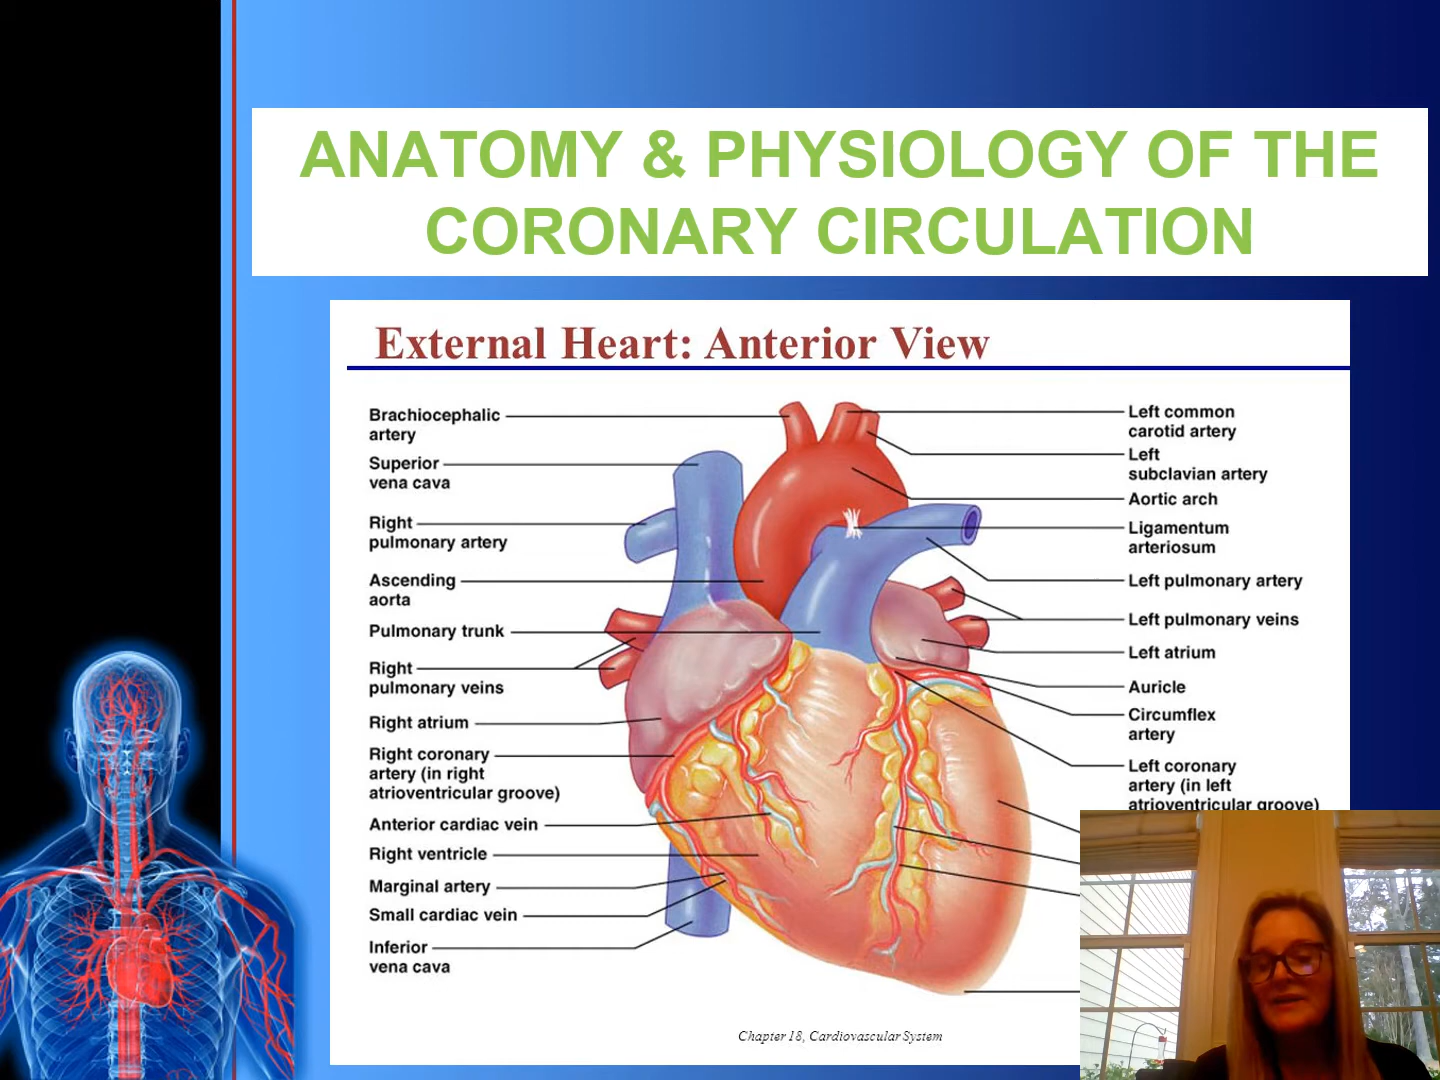 ANATOMY & PHYSIOLOGY OF THE
CORONARY CIRCULATION
External Heart: Anterior View
Brachiocephalic
artery
Superior
vena cava
Right
pulmonary artery
Ascending
aorta
Pulmonary trunk
Right
pulmonary veins
Right atrium
Right coronary
artery (in right
atrioventricular groove)
Anterior cardiac vein
Right ventricle
Marginal artery
Small cardiac vein
Inferior
vena cava
Left common
carotid artery
Left
subclavian artery
Aortic arch
Ligamentum
arteriosum
Left pulmonary artery
Left pulmonary veins
Left atrium
Auricle
Circumflex
artery
Left coronary
artery (in left
atrioventricular groove)
Chapter 18, Cardiovascular System